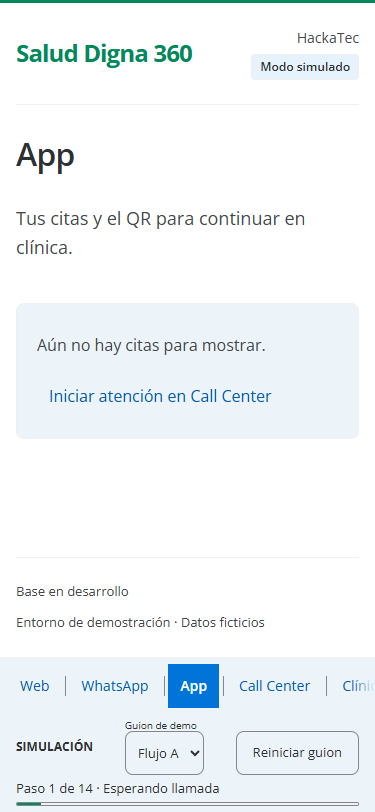 Salud Digna 360
HackaTec
Modo simulado
App
Tus citas y el QR para continuar en
clínica.
Aún no hay citas para mostrar.
Iniciar atención en Call Center
Base en desarrollo
Entorno de demostración · Datos ficticios
Web
WhatsApp
App
Call Center
Clínic
Guion de demo
SIMULACIÓN
Flujo A
Reiniciar guion
Paso 1 de 14 · Esperando llamada